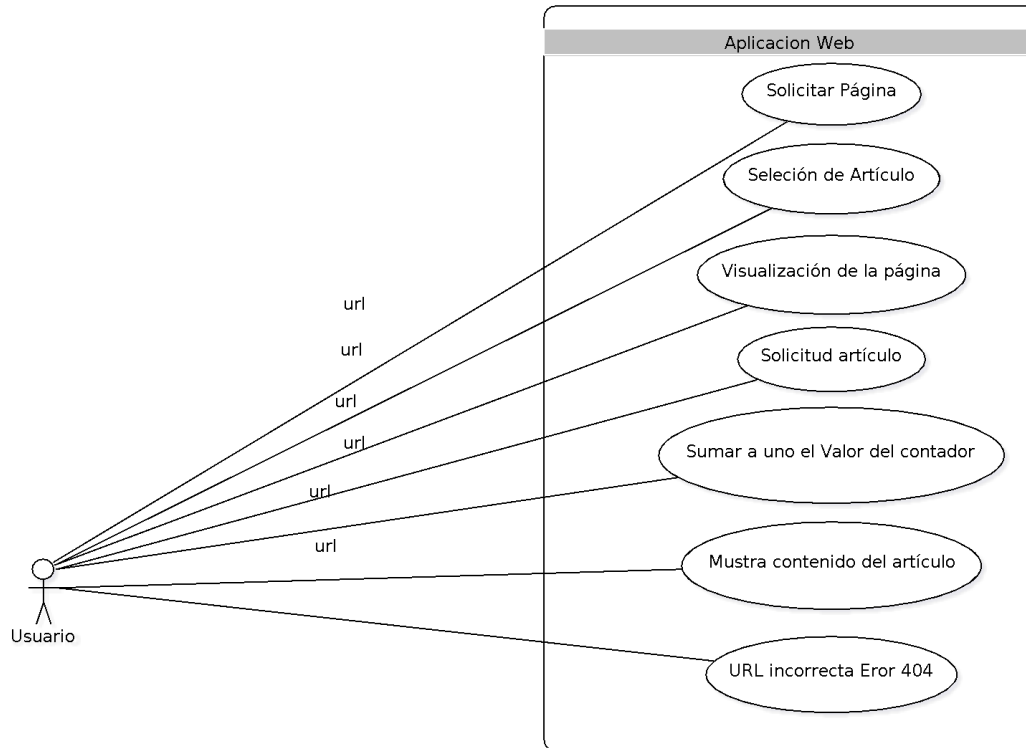 Aplicacion Web
Solicitar Página
Seleción de Artículo
Visualización de la página
url
url
Solicitud artículo
url
url
Sumar a uno el Valor del contador
url
url
Mustra contenido del artículo
Usuario
URL incorrecta Eror 404